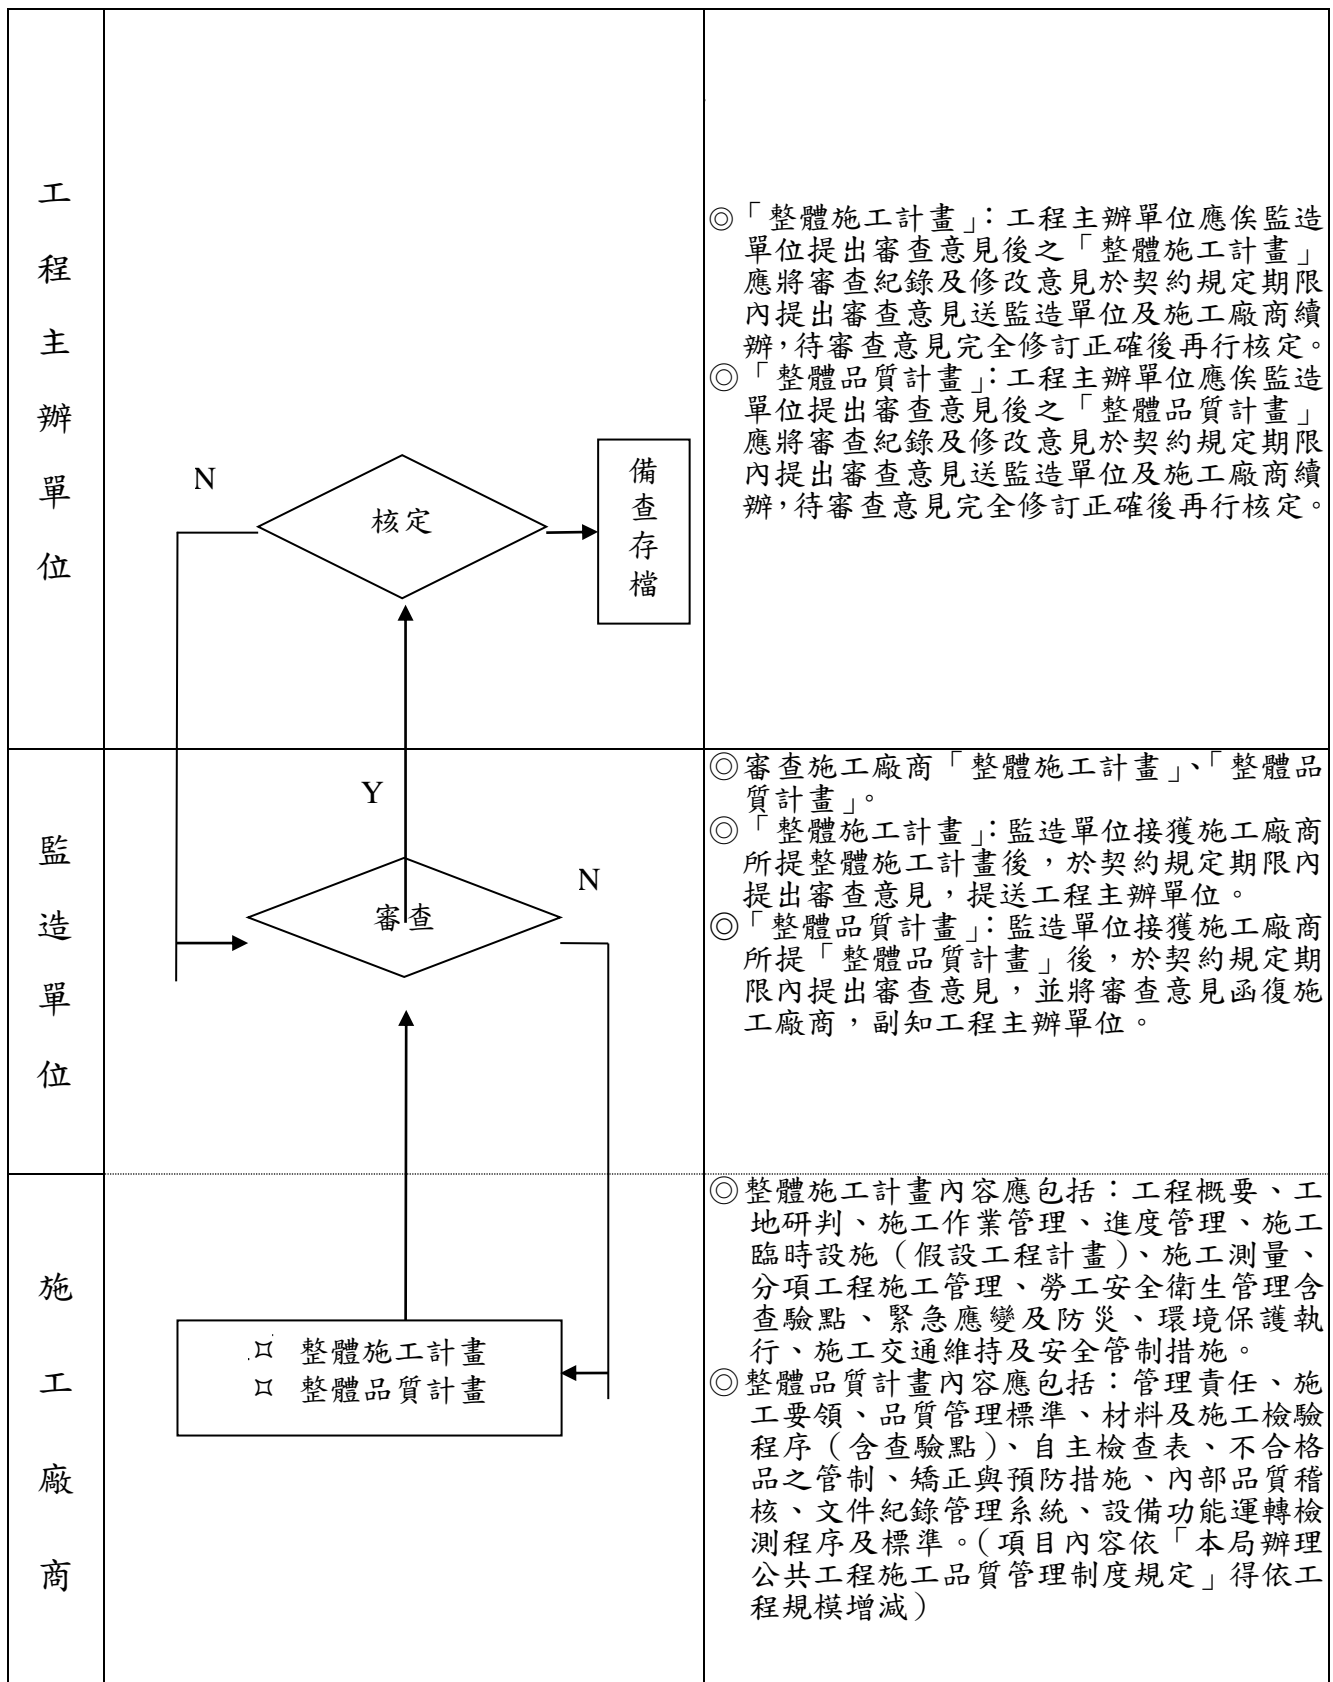 工程主辦單位
N
核定
備查存檔
◎「整體施工計畫」：工程主辦單位應俟監造
單位提出審查意見後之「整體施工計畫」
應將審查紀錄及修改意見於契約規定期限
內提出審查意見送監造單位及施工廠商續
辦，待審查意見完全修訂正確後再行核定。
◎「整體品質計畫」：工程主辦單位應俟監造
單位提出審查意見後之「整體品質計畫」
應將審查紀錄及修改意見於契約規定期限
內提出審查意見送監造單位及施工廠商續
辦，待審查意見完全修訂正確後再行核定。
監造單位
Y
審查
N
◎審查施工廠商「整體施工計畫」、「整體品
質計畫」。
◎「整體施工計畫」：監造單位接獲施工廠商
所提整體施工計畫後，於契約規定期限內
提出審查意見，提送工程主辦單位。
◎「整體品質計畫」：監造單位接獲施工廠商
所提「整體品質計畫」後，於契約規定期
限內提出審查意見，並將審查意見函復施
工廠商，副知工程主辦單位。
施工廠商
¤ 整體施工計畫
¤ 整體品質計畫
◎整體施工計畫內容應包括：工程概要、工
地研判、施工作業管理、進度管理、施工
臨時設施（假設工程計畫）、施工測量、
分項工程施工管理、勞工安全衛生管理含
查驗點、緊急應變及防災、環境保護執
行、施工交通維持及安全管制措施。
◎整體品質計畫內容應包括：管理責任、施
工要領、品質管理標準、材料及施工檢驗
程序（含查驗點）、自主檢查表、不合格
品之管制、矯正與預防措施、內部品質稽
核、文件紀錄管理系統、設備功能運轉檢
測程序及標準。（項目內容依「本局辦理
公共工程施工品質管理制度規定」得依工
程規模增減）